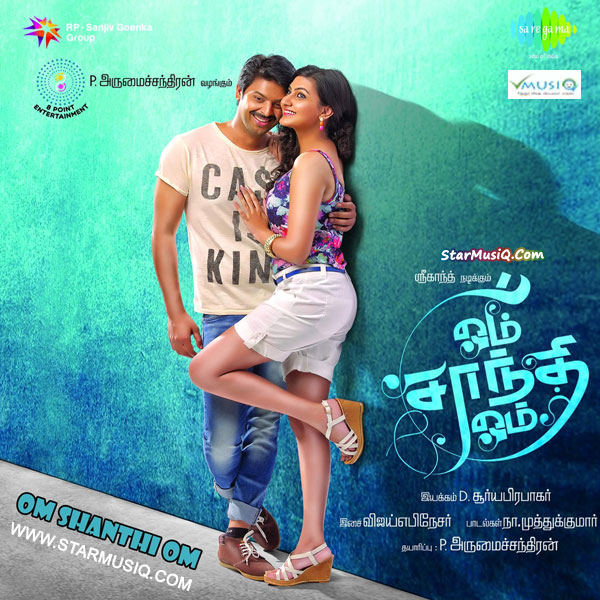 RP - Sanjiv Goenka
Group
saregama
8 POINT
ENTERTAINMENT
P. அருமைச்சந்திரன் வழங்கும்
VMUSIQ
CA$
IS
KIN
StarMusiQ.Com
ஸ்ரீகாந்த் நடிக்கும்
ஓம்
சாந்தி
ஓம்
இயக்கம் D. சூர்யபிரபாகர்
இசை விஜய்எபிநேசர் பாடல்கள் நா.முத்துக்குமார்
தயாரிப்பு : P. அருமைச்சந்திரன்
OM SHANTHI OM
WWW.STARMUSIQ.COM